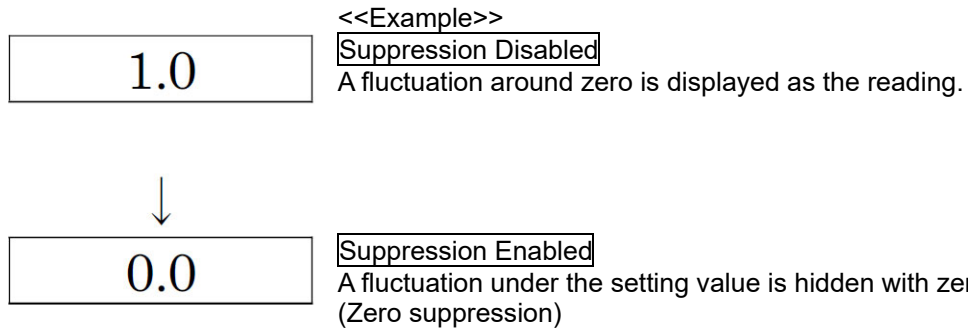 <<Example>>
Suppression Disabled
1.0
A fluctuation around zero is displayed as the reading.
↓
Suppression Enabled
0.0
A fluctuation under the setting value is hidden with
(Zero suppression)